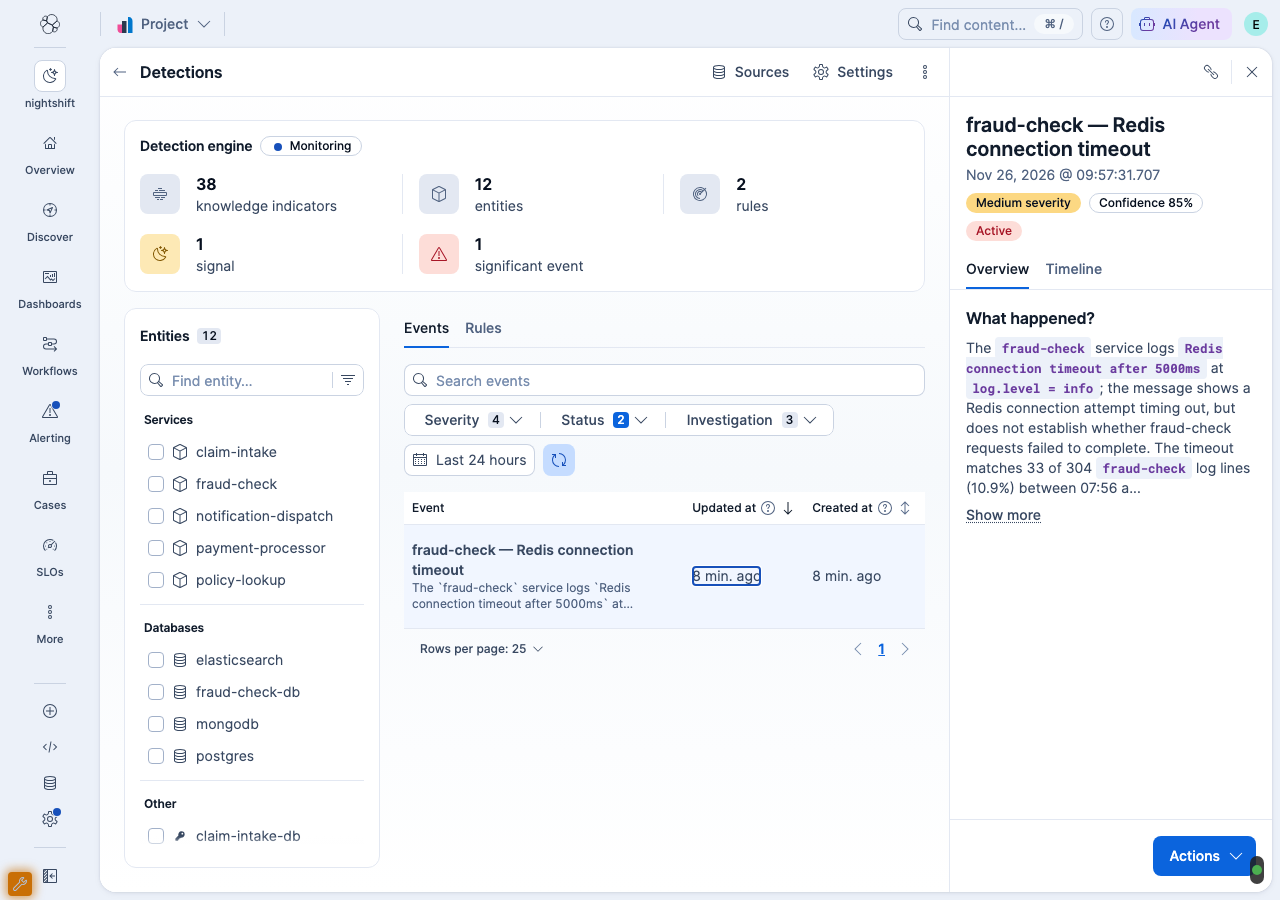 Project
Find content...
⌘ /
AI Agent
E
nightshift
Overview
Discover
Dashboards
Workflows
Alerting
Cases
SLOs
More
Detections
Sources
Settings
Detection engine
Monitoring
38
knowledge indicators
12
entities
2
rules
1
signal
1
significant event
Entities 12
Find entity...
Services
claim-intake
fraud-check
notification-dispatch
payment-processor
policy-lookup
Databases
elasticsearch
fraud-check-db
mongodb
postgres
Other
claim-intake-db
Events
Rules
Search events
Severity 4
Status 2
Investigation 3
Last 24 hours
Event
Updated at
Created at
fraud-check — Redis connection
timeout
The `fraud-check` service logs `Redis
connection timeout after 5000ms` at...
8 min. ago
8 min. ago
Rows per page: 25
1
fraud-check — Redis
connection timeout
Nov 26, 2026 @ 09:57:31.707
Medium severity
Confidence 85%
Active
Overview
Timeline
What happened?
The fraud-check service logs Redis
connection timeout after 5000ms at
log.level = info ; the message shows a
Redis connection attempt timing out, but
does not establish whether fraud-check
requests failed to complete. The timeout
matches 33 of 304 fraud-check log lines
(10.9%) between 07:56 a...
Show more
Actions